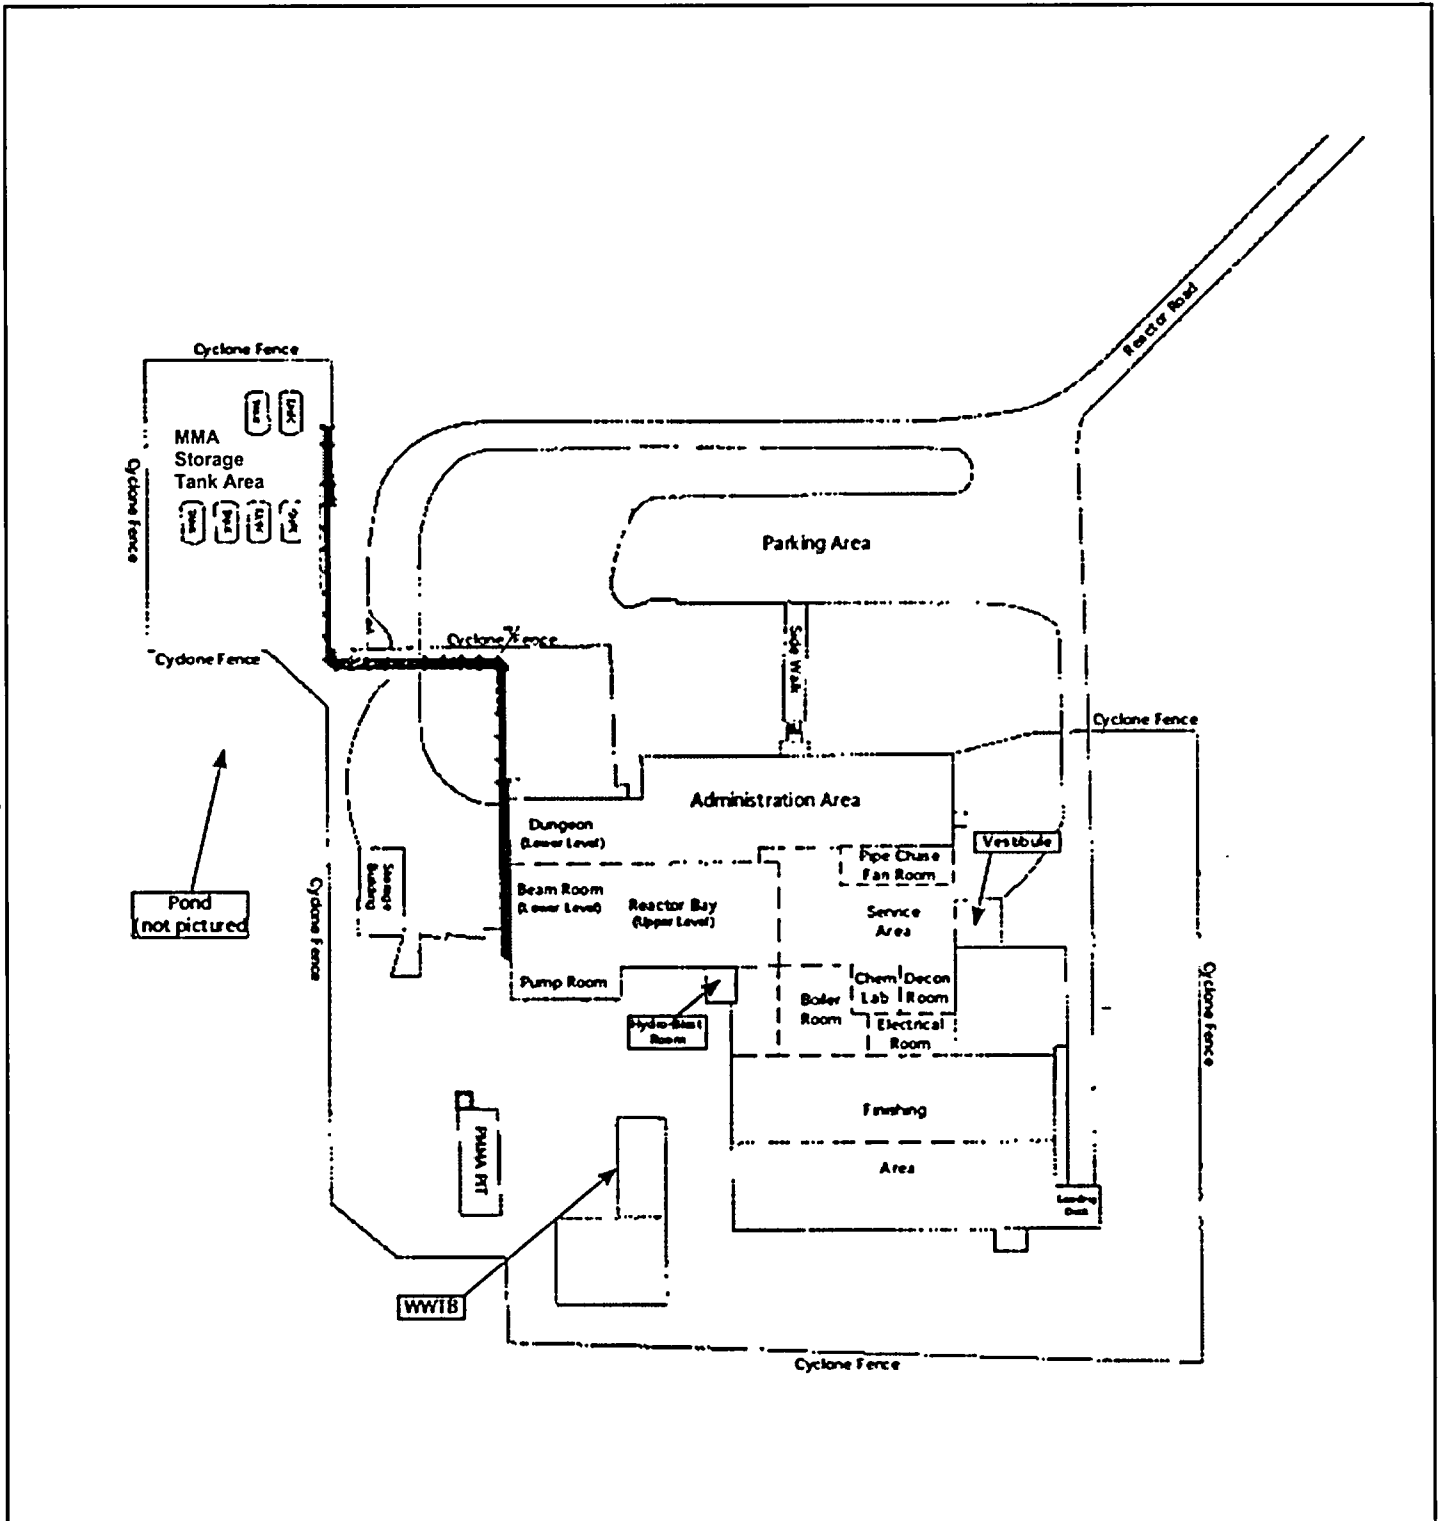 Reactor Road
Cyclone Fence
MMA
Storage
Tank Area
Cyclone Fence
Parking Area
Side Walk
Cyclone Fence
Cyclone Fence
Cyclone Fence
Administration Area
Dungeon
(Lower Level)
Vestibule
Pipe Chase
Fan Room
Beam Room
(Lower Level)
Reactor Bay
(Upper Level)
Service
Area
Storage
Building
Pond
(not pictured
Cyclone Fence
Pump Room
Chem
Lab
Decon
Room
Boiler
Room
Electrical
Room
Hydro-Blast
Room
Cyclone Fence
Finishing
Area
PMMA PIT
Loading
Dock
WWTB
Cyclone Fence